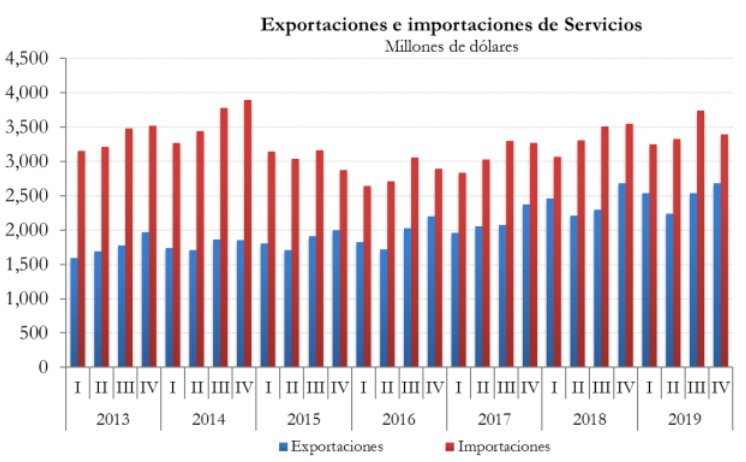 Exportaciones e importaciones de Servicios
Millones de dólares
4,500
4,000
3,500
3,000
2,500
2,000
1,500
1,000
500
0
I II III IV I II III IV I II III IV I II III IV I II III IV I II III IV I II III IV
2013 2014 2015 2016 2017 2018 2019
Exportaciones Importaciones